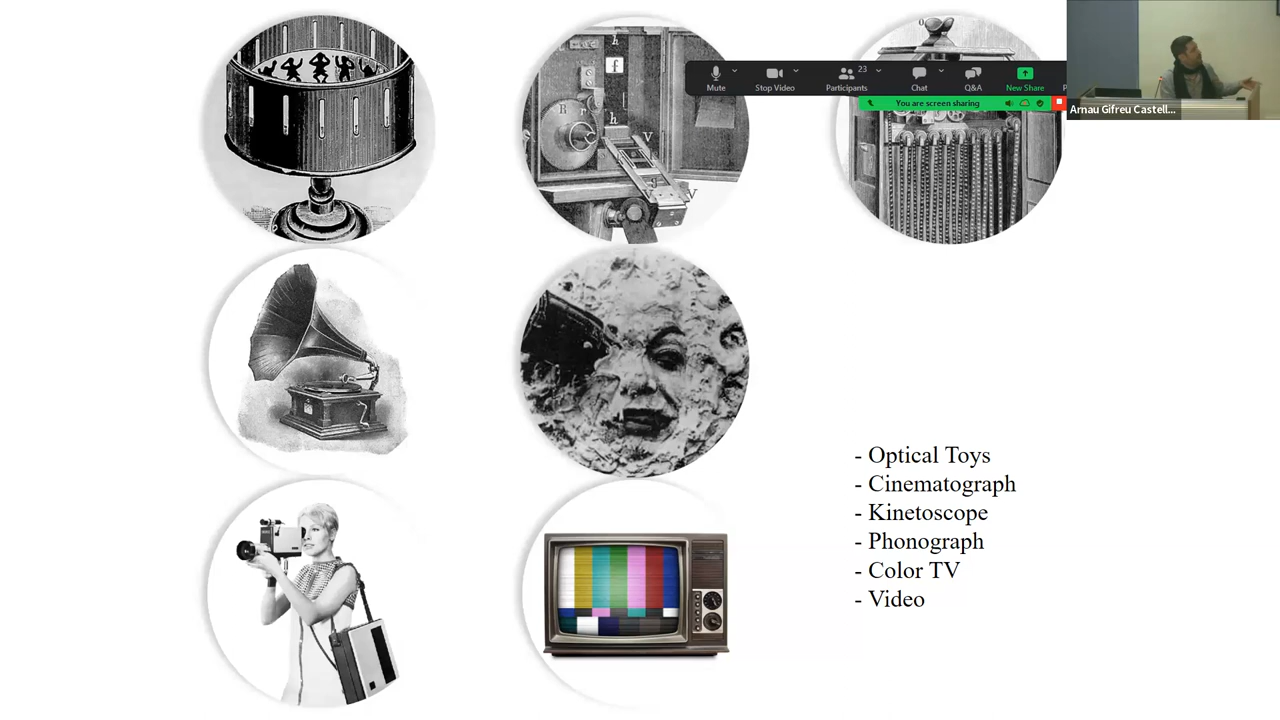 23
Mute
Stop Video
Participants
Chat
Q&A
New Share
P
You are screen sharing
Arnau Gifreu Castell...
h
f
R r
h
V
V
- Optical Toys
- Cinematograph
- Kinetoscope
- Phonograph
- Color TV
- Video